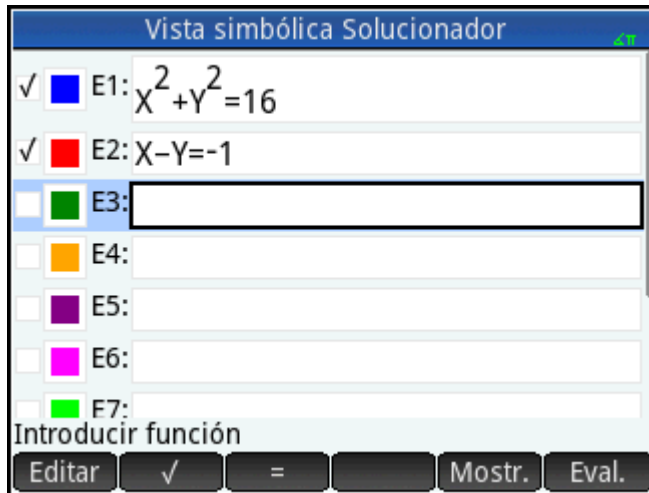 Vista simbólica Solucionador
∡π
√ E1: X²+Y²=16
√ E2: X−Y=-1
E3:
E4:
E5:
E6:
E7:
Introducir función
Editar √ = Mostr. Eval.